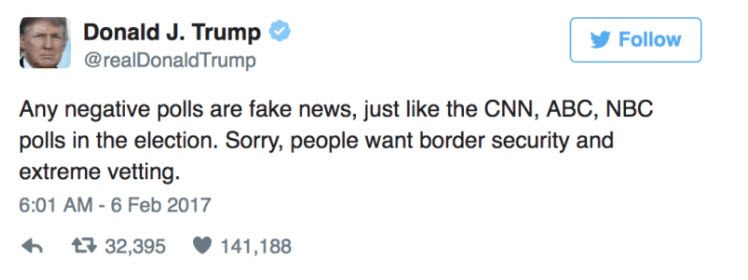 Donald J. Trump
Follow
@realDonaldTrump
Any negative polls are fake news, just like the CNN, ABC, NBC
polls in the election. Sorry, people want border security and
extreme vetting.
6:01 AM - 6 Feb 2017
32,395 141,188